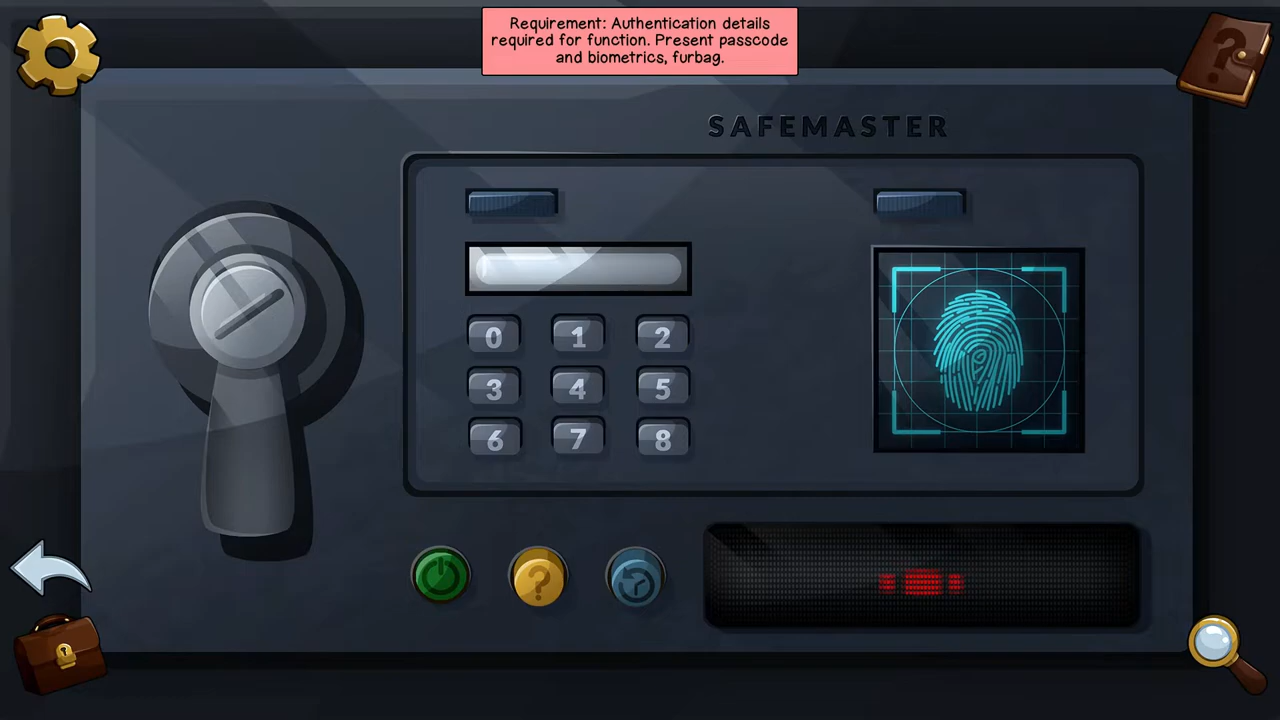 Requirement: Authentication details
required for function. Present passcode
and biometrics, furbag.
SAFEMASTER
0 1 2
3 4 5
6 7 8
?
?